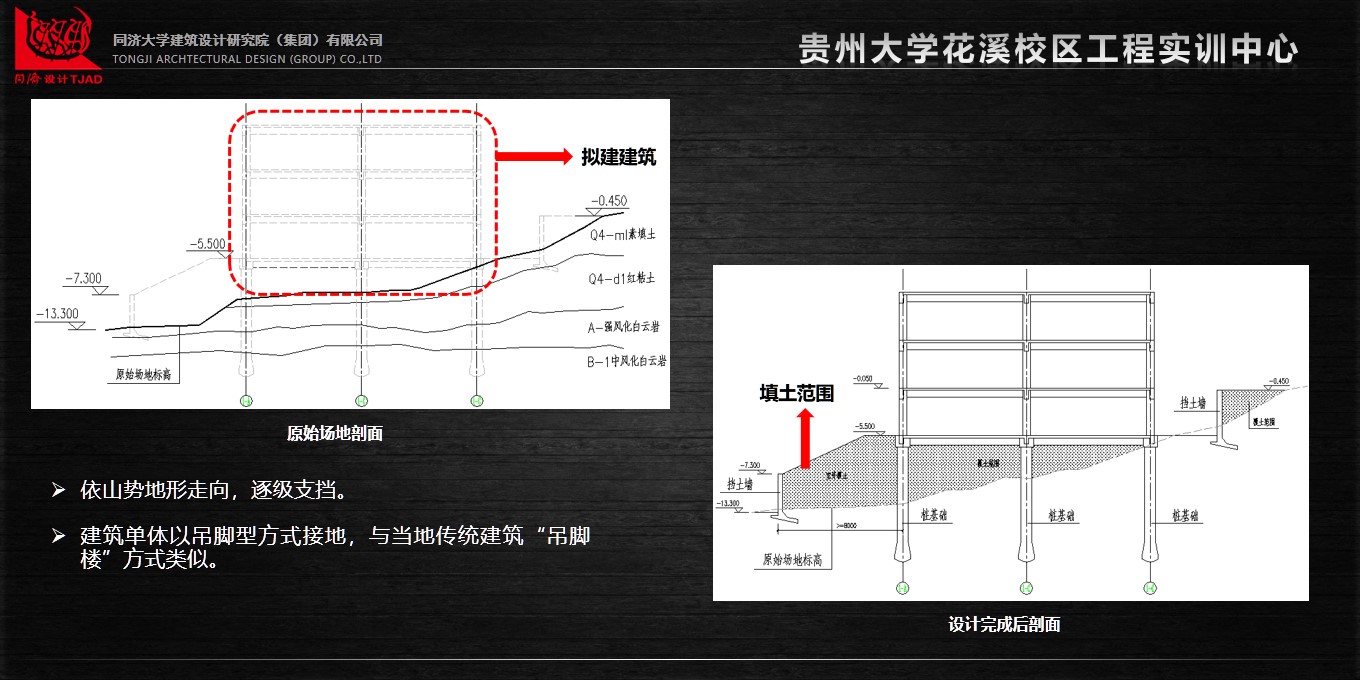 同济大学建筑设计研究院（集团）有限公司
TONGJI ARCHTECTURAL DESIGN (GROUP) CO.,LTD
同济设计TJAD
贵州大学花溪校区工程实训中心
拟建建筑
-0.450
Q4-ml素填土
-5.500
Q4-d1红粘土
-7.300
-13.300
A-强风化白云岩
B-1中风化白云岩
原始场地标高
原始场地剖面
依山势地形走向，逐级支挡。
建筑单体以吊脚型方式接地，与当地传统建筑“吊脚
楼”方式类似。
填土范围
-0.050
-0.450
挡土墙
覆土范围
-5.500
-7.300
挡土墙
-13.300
>=8000
桩基础
桩基础
桩基础
原始场地标高
设计完成后剖面